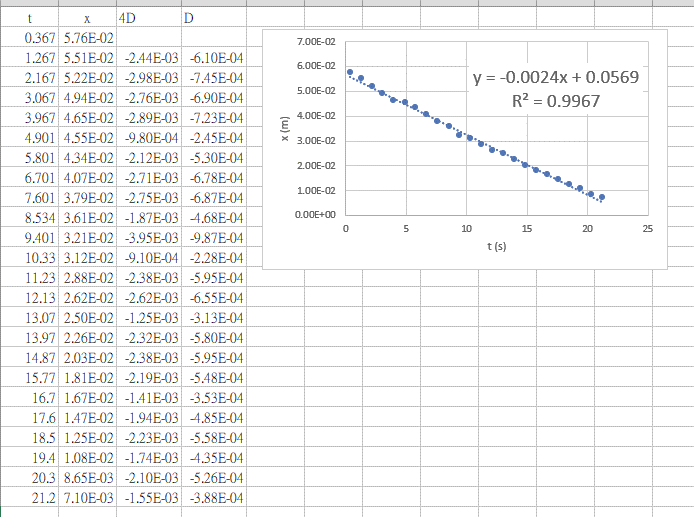 t x 4D D
0.367 5.76E-02
1.267 5.51E-02 -2.44E-03 -6.10E-04
2.167 5.22E-02 -2.98E-03 -7.45E-04
3.067 4.94E-02 -2.76E-03 -6.90E-04
3.967 4.65E-02 -2.89E-03 -7.23E-04
4.901 4.55E-02 -9.80E-04 -2.45E-04
5.801 4.34E-02 -2.12E-03 -5.30E-04
6.701 4.07E-02 -2.71E-03 -6.78E-04
7.601 3.79E-02 -2.75E-03 -6.87E-04
8.534 3.61E-02 -1.87E-03 -4.68E-04
9.401 3.21E-02 -3.95E-03 -9.87E-04
10.33 3.12E-02 -9.10E-04 -2.28E-04
11.23 2.88E-02 -2.38E-03 -5.95E-04
12.13 2.62E-02 -2.62E-03 -6.55E-04
13.07 2.50E-02 -1.25E-03 -3.13E-04
13.97 2.26E-02 -2.32E-03 -5.80E-04
14.87 2.03E-02 -2.38E-03 -5.95E-04
15.77 1.81E-02 -2.19E-03 -5.48E-04
16.7 1.67E-02 -1.41E-03 -3.53E-04
17.6 1.47E-02 -1.94E-03 -4.85E-04
18.5 1.25E-02 -2.23E-03 -5.58E-04
19.4 1.08E-02 -1.74E-03 -4.35E-04
20.3 8.65E-03 -2.10E-03 -5.26E-04
21.2 7.10E-03 -1.55E-03 -3.88E-04
7.00E-02
6.00E-02
5.00E-02
4.00E-02
3.00E-02
2.00E-02
1.00E-02
0.00E+00
x (m)
y = -0.0024x + 0.0569
R² = 0.9967
0 5 10 15 20 25
t (s)